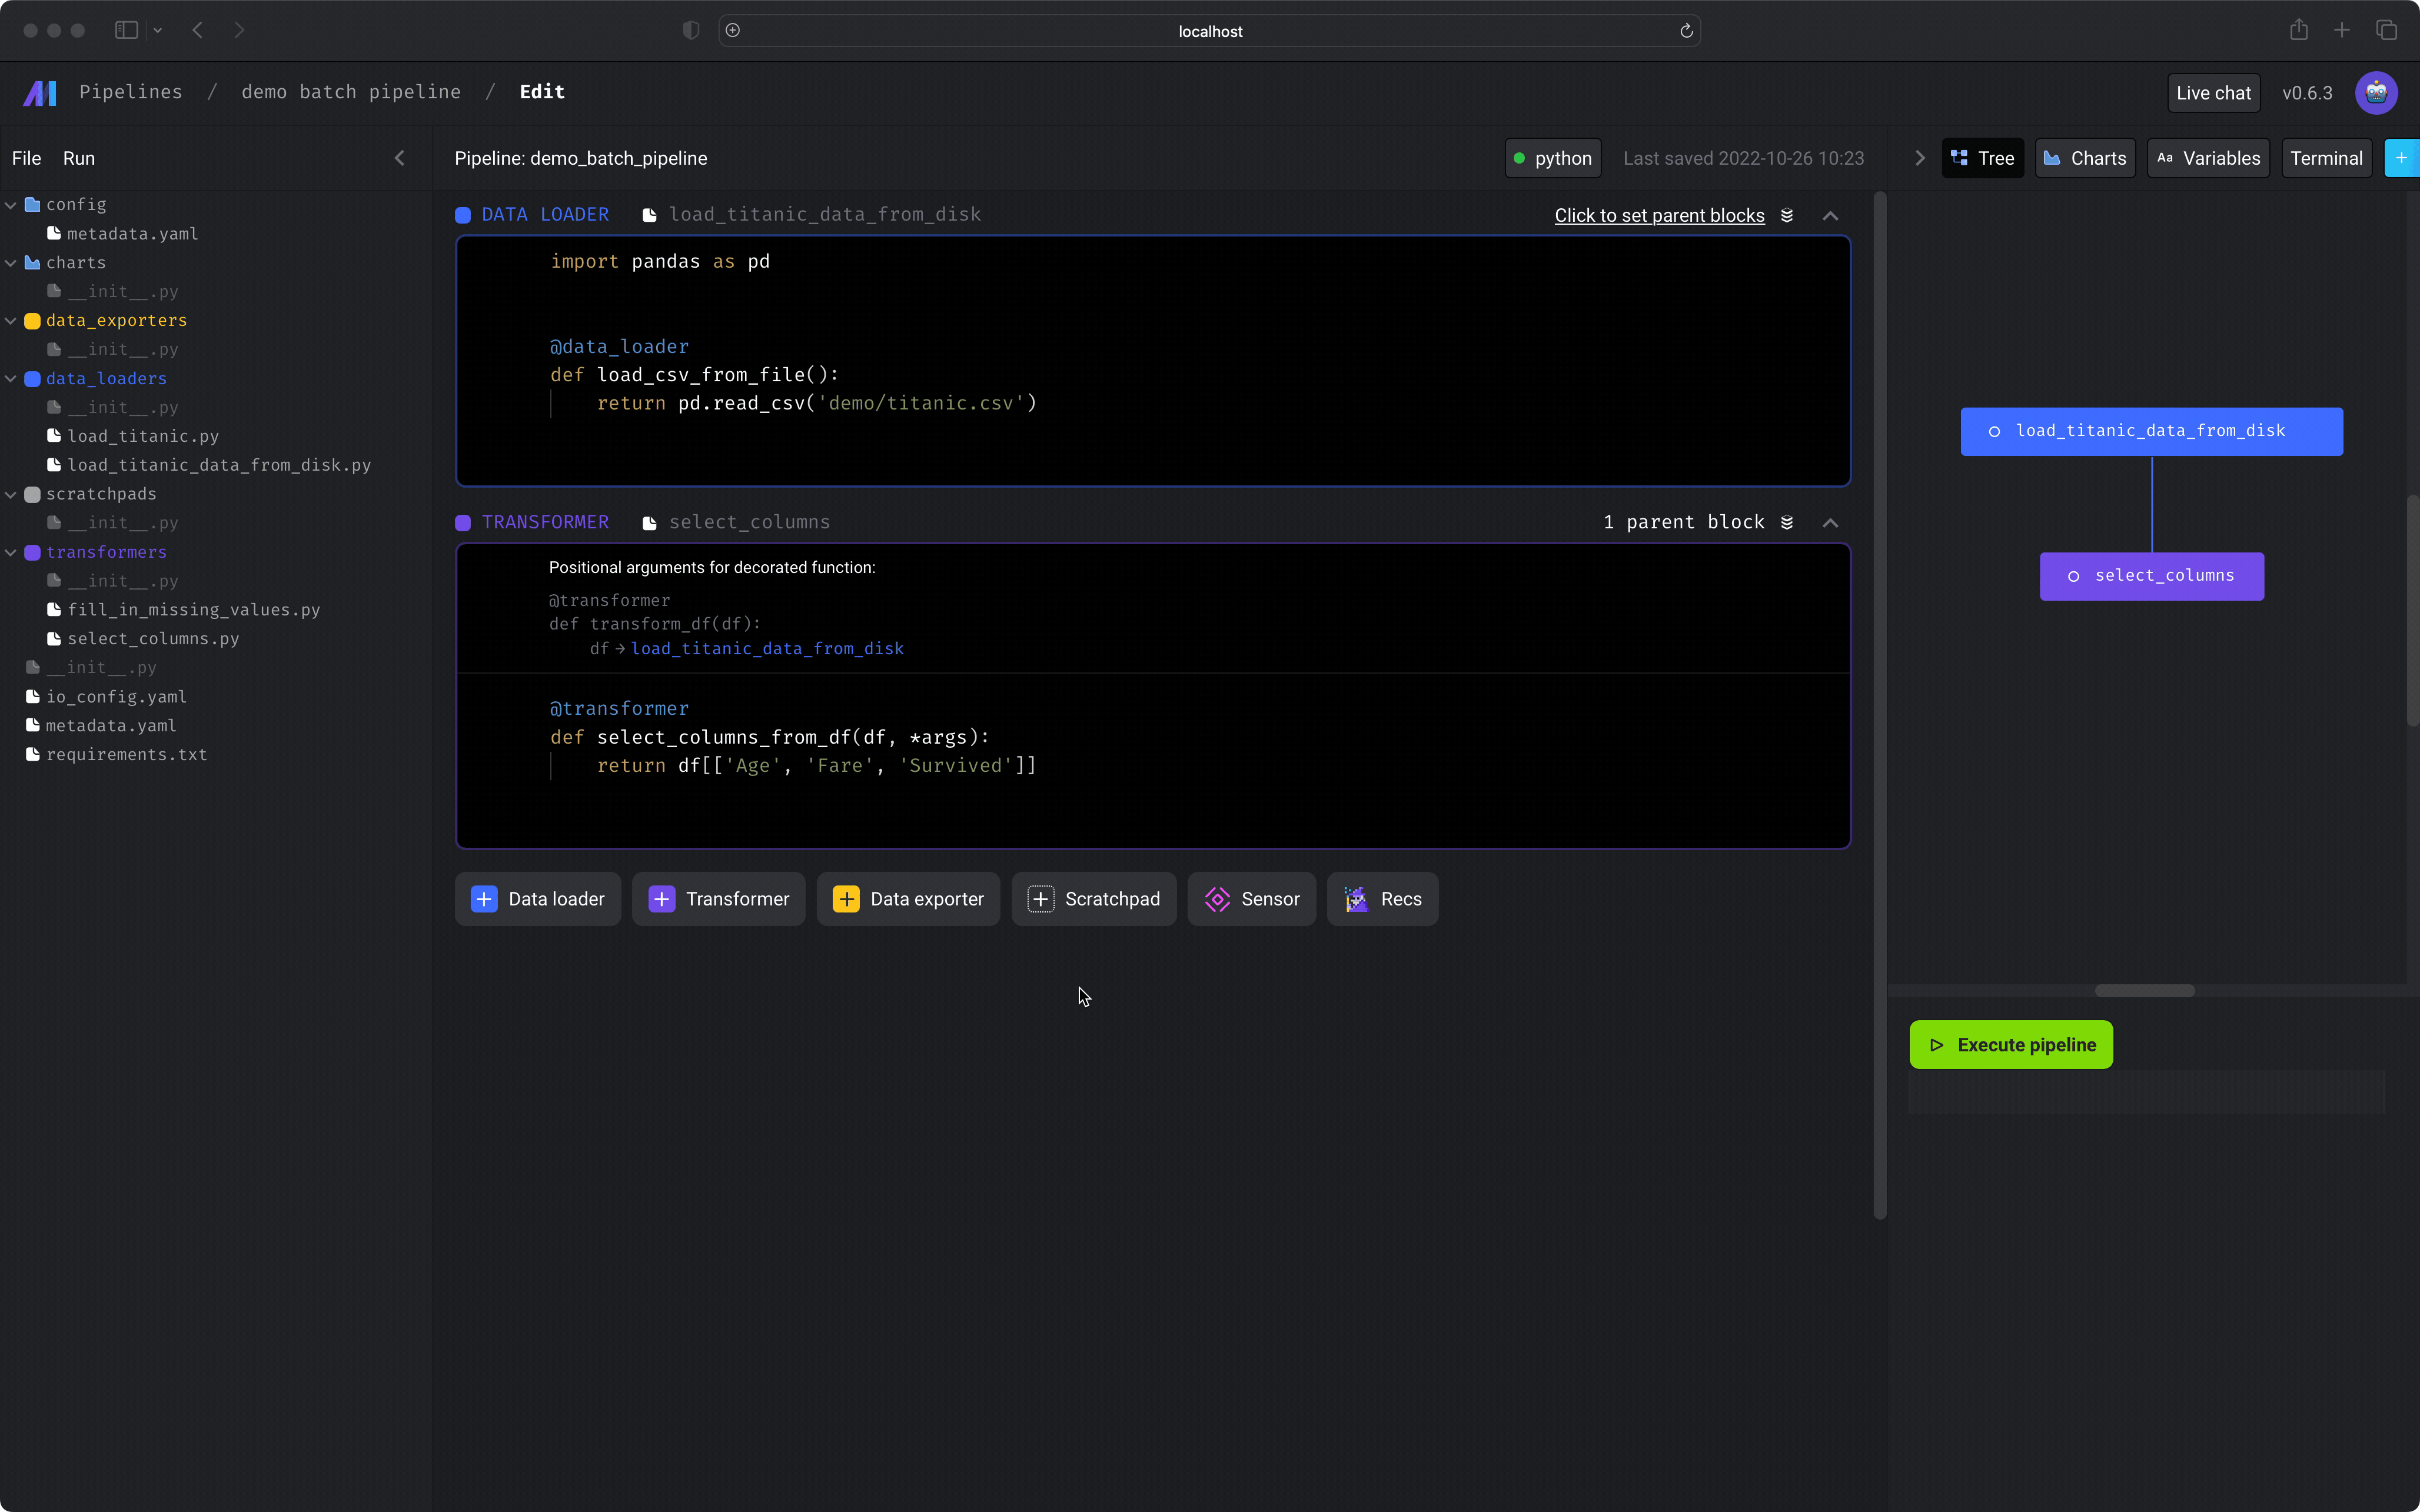 localhost
Pipelines / demo batch pipeline / Edit
Live chat v0.6.3
File Run
Pipeline: demo_batch_pipeline
python Last saved 2022-10-26 10:23
Tree Charts Aa Variables Terminal +
config
metadata.yaml
charts
__init__.py
data_exporters
__init__.py
data_loaders
__init__.py
load_titanic.py
load_titanic_data_from_disk.py
scratchpads
__init__.py
transformers
__init__.py
fill_in_missing_values.py
select_columns.py
__init__.py
io_config.yaml
metadata.yaml
requirements.txt
DATA LOADER load_titanic_data_from_disk Click to set parent blocks
import pandas as pd
@data_loader
def load_csv_from_file():
return pd.read_csv('demo/titanic.csv')
TRANSFORMER select_columns 1 parent block
Positional arguments for decorated function:
@transformer
def transform_df(df):
df → load_titanic_data_from_disk
@transformer
def select_columns_from_df(df, *args):
return df[['Age', 'Fare', 'Survived']]
+ Data loader + Transformer + Data exporter + Scratchpad Sensor Recs
load_titanic_data_from_disk
select_columns
Execute pipeline